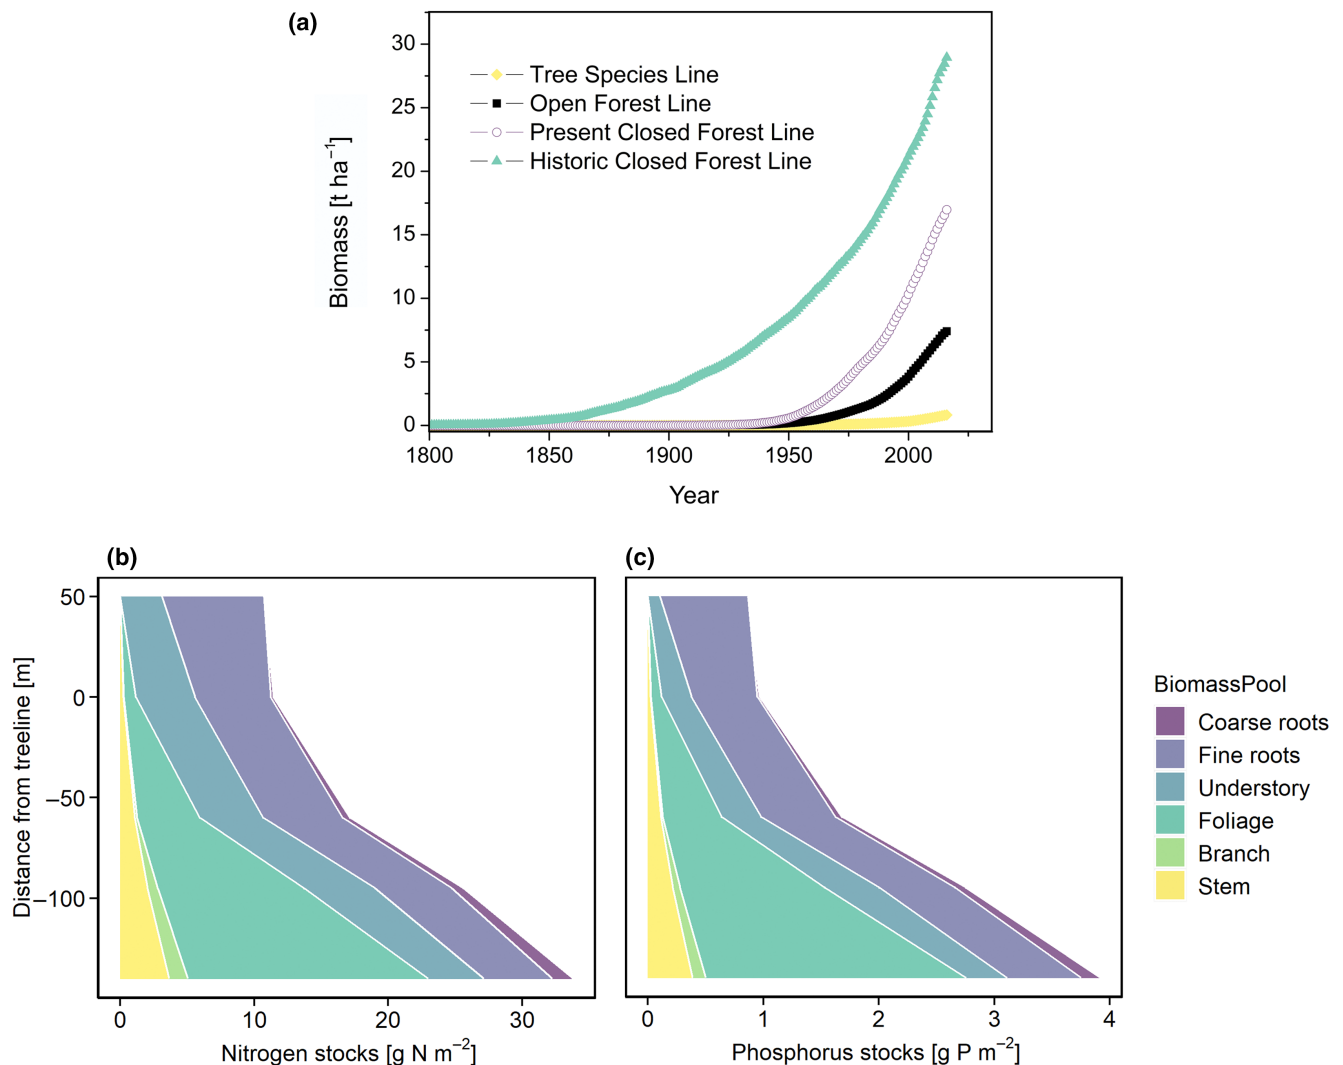 (a)
30
25
20
15
30
5
0
Biomass [t ha⁻¹]
Tree Species Line
Open Forest Line
Present Closed Forest Line
Historic Closed Forest Line
1800 1850 1900 1950 2000
Year
(b)
50
0
−50
−100
Distance from treeline [m]
0 10 20 30
Nitrogen stocks [g N m⁻²]
(c)
0 1 2 3 4
Phosphorus stocks [g P m⁻²]
BiomassPool
Coarse roots
Fine roots
Understory
Foliage
Branch
Stem